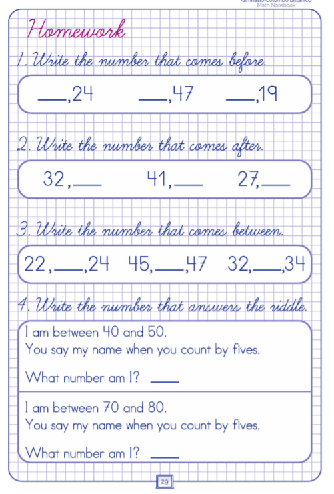 Math Notebook
Homework
1. Write the number that comes before.
___,24 ___,47 ___,19
2. Write the number that comes after.
32,___ 41,___ 27,___
3. Write the number that comes between.
22,___,24 45,___,47 32,___,34
4. Write the number that answers the riddle.
I am between 40 and 50.
You say my name when you count by fives.
What number am I? ___
I am between 70 and 80.
You say my name when you count by fives.
What number am I? ___
29